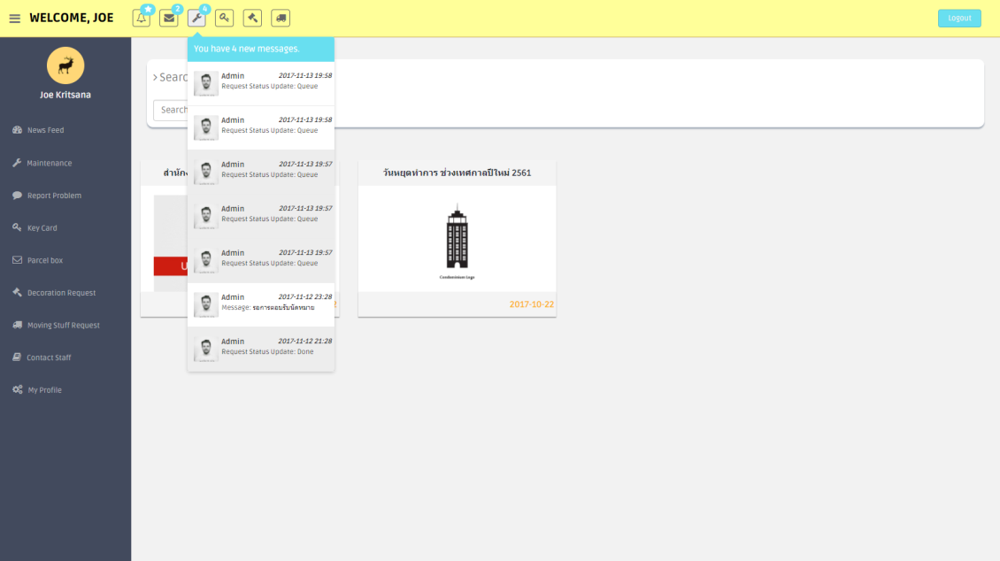 WELCOME, JOE
2
4
Logout
You have 4 new messages.
Joe Kritsana
News Feed
Maintenance
Report Problem
Key Card
Parcel box
Decoration Request
Moving Stuff Request
Contact Staff
My Profile
> Searc
Search
Admin 2017-11-13 19:58
Request Status Update: Queue
Admin 2017-11-13 19:58
Request Status Update: Queue
Admin 2017-11-13 19:57
Request Status Update: Queue
Admin 2017-11-13 19:57
Request Status Update: Queue
Admin 2017-11-13 19:57
Request Status Update: Queue
Admin 2017-11-12 23:28
Message: รอการตอบรับนัดหมาย
Admin 2017-11-12 21:28
Request Status Update: Done
สำนัก
U
วันหยุดทำการ ช่วงเทศกาลปีใหม่ 2561
Condominium Logo
2017-10-22